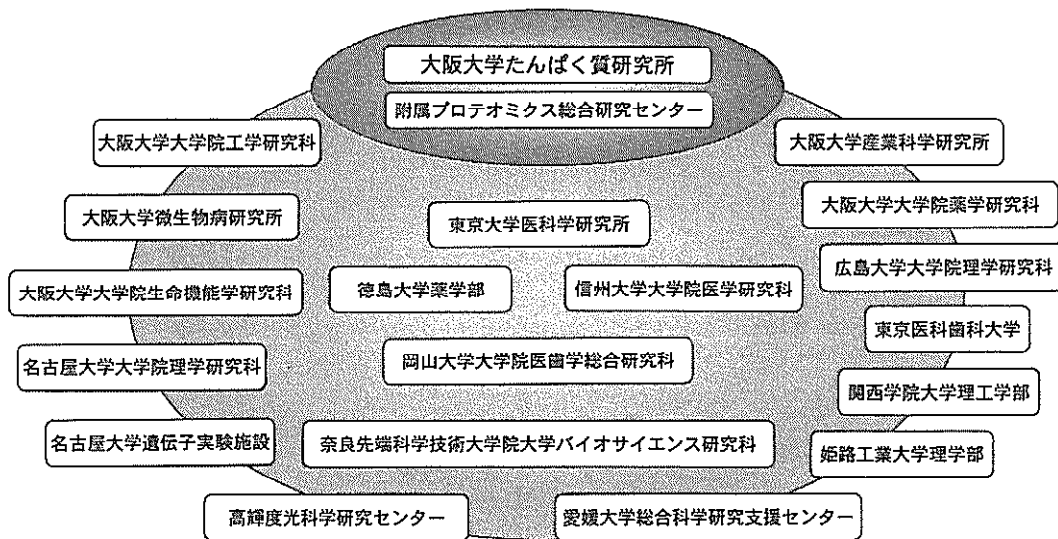 大阪大学たんぱく質研究所
附属プロテオミクス総合研究センター
大阪大学大学院工学研究科
大阪大学産業科学研究所
大阪大学微生物病研究所
東京大学医科学研究所
大阪大学大学院薬学研究科
大阪大学大学院生命機能学研究科
徳島大学薬学部
信州大学大学院医学研究科
広島大学大学院理学研究科
東京医科歯科大学
名古屋大学大学院理学研究科
岡山大学大学院医歯学総合研究科
関西学院大学理工学部
名古屋大学遺伝子実験施設
奈良先端科学技術大学院大学バイオサイエンス研究科
姫路工業大学理学部
高輝度光科学研究センター
愛媛大学総合科学研究支援センター